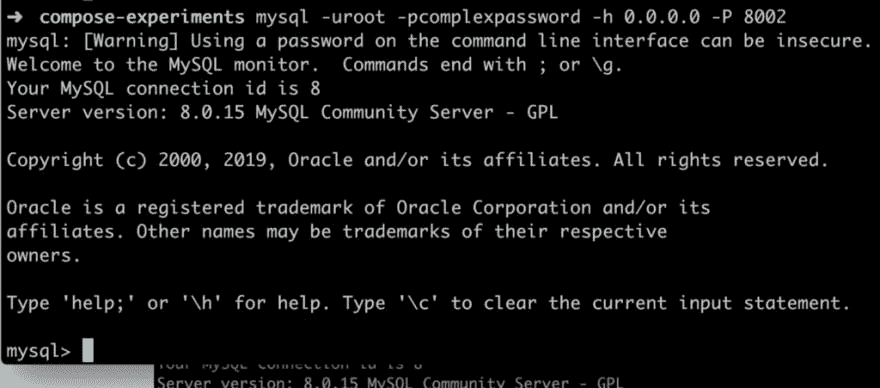 ➜ compose-experiments mysql -uroot -pcomplexpassword -h 0.0.0.0 -P 8002
mysql: [Warning] Using a password on the command line interface can be insecure.
Welcome to the MySQL monitor.  Commands end with ; or \g.
Your MySQL connection id is 8
Server version: 8.0.15 MySQL Community Server - GPL
Copyright (c) 2000, 2019, Oracle and/or its affiliates. All rights reserved.
Oracle is a registered trademark of Oracle Corporation and/or its
affiliates. Other names may be trademarks of their respective
owners.
Type 'help;' or '\h' for help. Type '\c' to clear the current input statement.
mysql>
Your MySQL connection id is 8
Server version: 8.0.15 MySQL Community Server - GPL